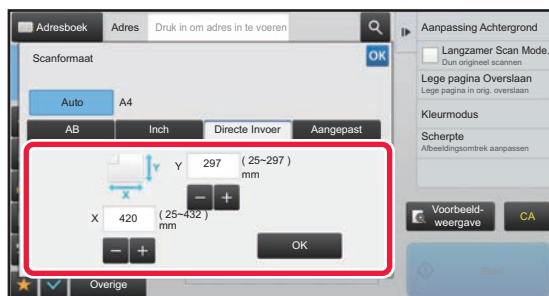 Adresboek
Adres
Druk in om adres in te voeren
Scanformaat
OK
Auto
A4
AB
Inch
Directe Invoer
Aangepast
Y
X
Y 297 ( 25~297 )
mm
- +
X 420 ( 25~432 )
mm
- +
OK
Overige
Aanpassing Achtergrond
Langzamer Scan Mode.
Dun origineel scannen
Lege pagina Overslaan
Lege pagina in orig. overslaan
Kleurmodus
Scherpte
Afbeeldingsomtrek aanpassen
Voorbeeld-
weergave
CA
Start